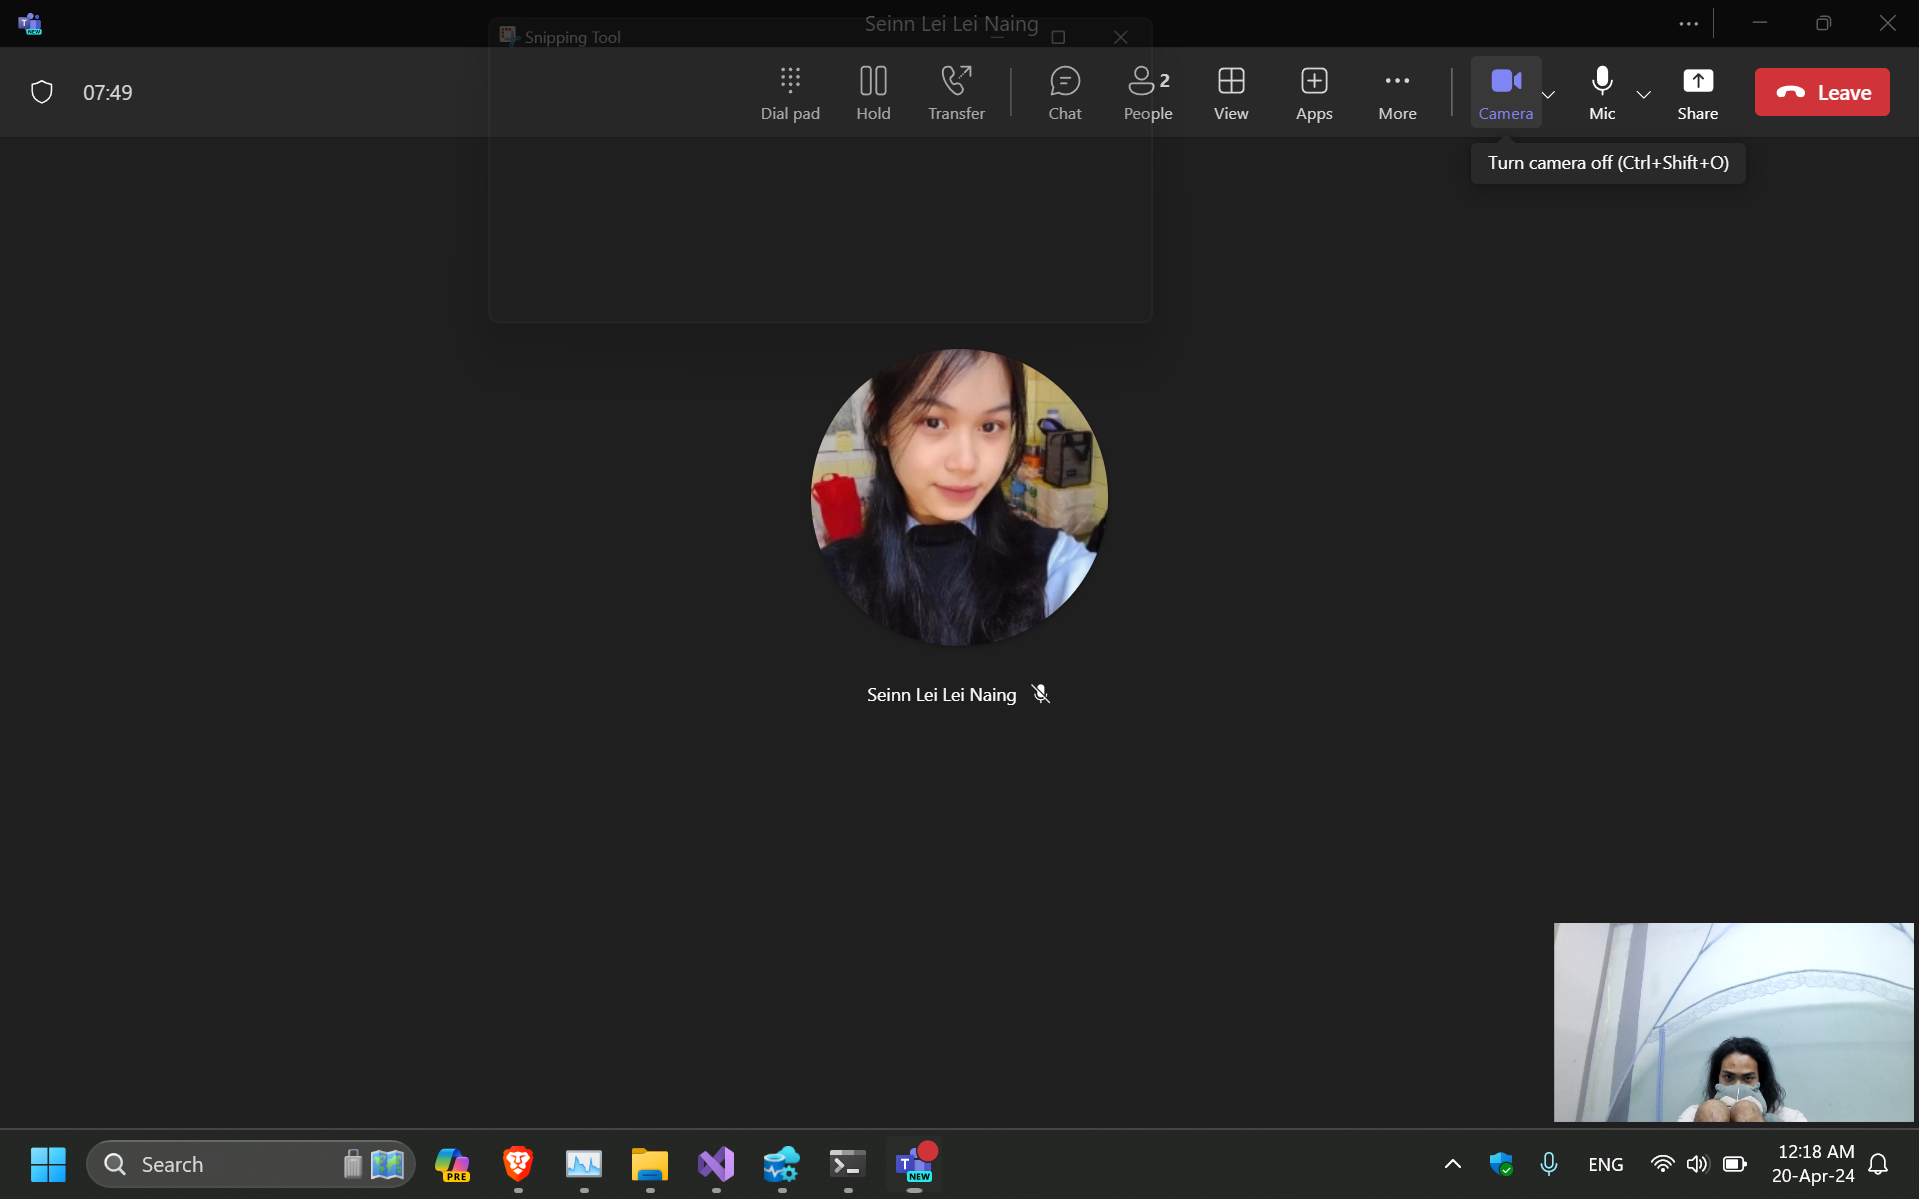 Seinn Lei Lei Naing
Snipping Tool
07:49
Dial pad
Hold
Transfer
Chat
2
People
View
Apps
More
Camera
Mic
Share
Leave
Turn camera off (Ctrl+Shift+O)
Seinn Lei Lei Naing
Search
PRE
T
NEW
ENG
12:18 AM
20-Apr-24